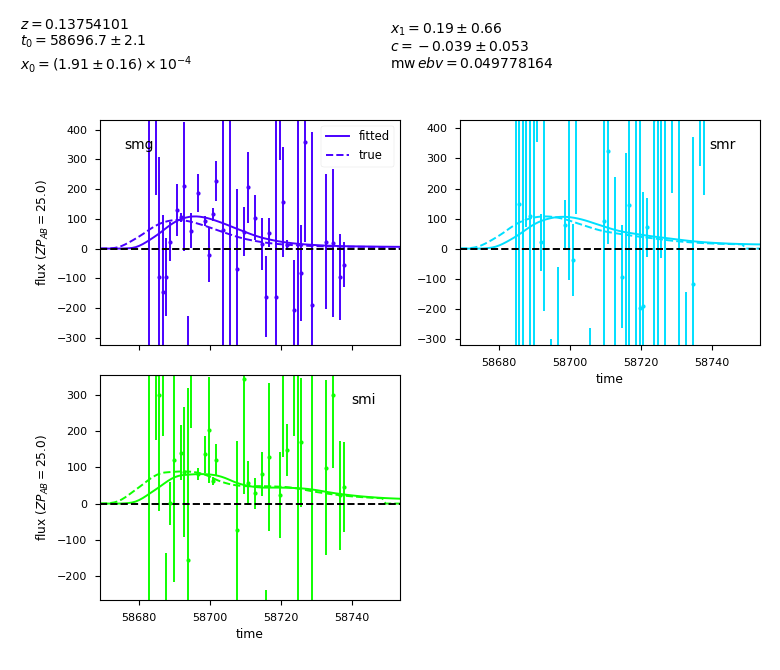 z = 0.13754101
t₀ = 58696.7 ± 2.1
x₀ = (1.91 ± 0.16) × 10⁻⁴
x₁ = 0.19 ± 0.66
c = −0.039 ± 0.053
mw ebv = 0.049778164
smg
fitted
true
400
300
200
100
0
−100
−200
−300
flux (ZP_AB = 25.0)
smr
400
300
200
100
0
−100
−200
−300
58680 58700 58720 58740
time
smi
300
200
100
0
−100
−200
flux (ZP_AB = 25.0)
58680 58700 58720 58740
time